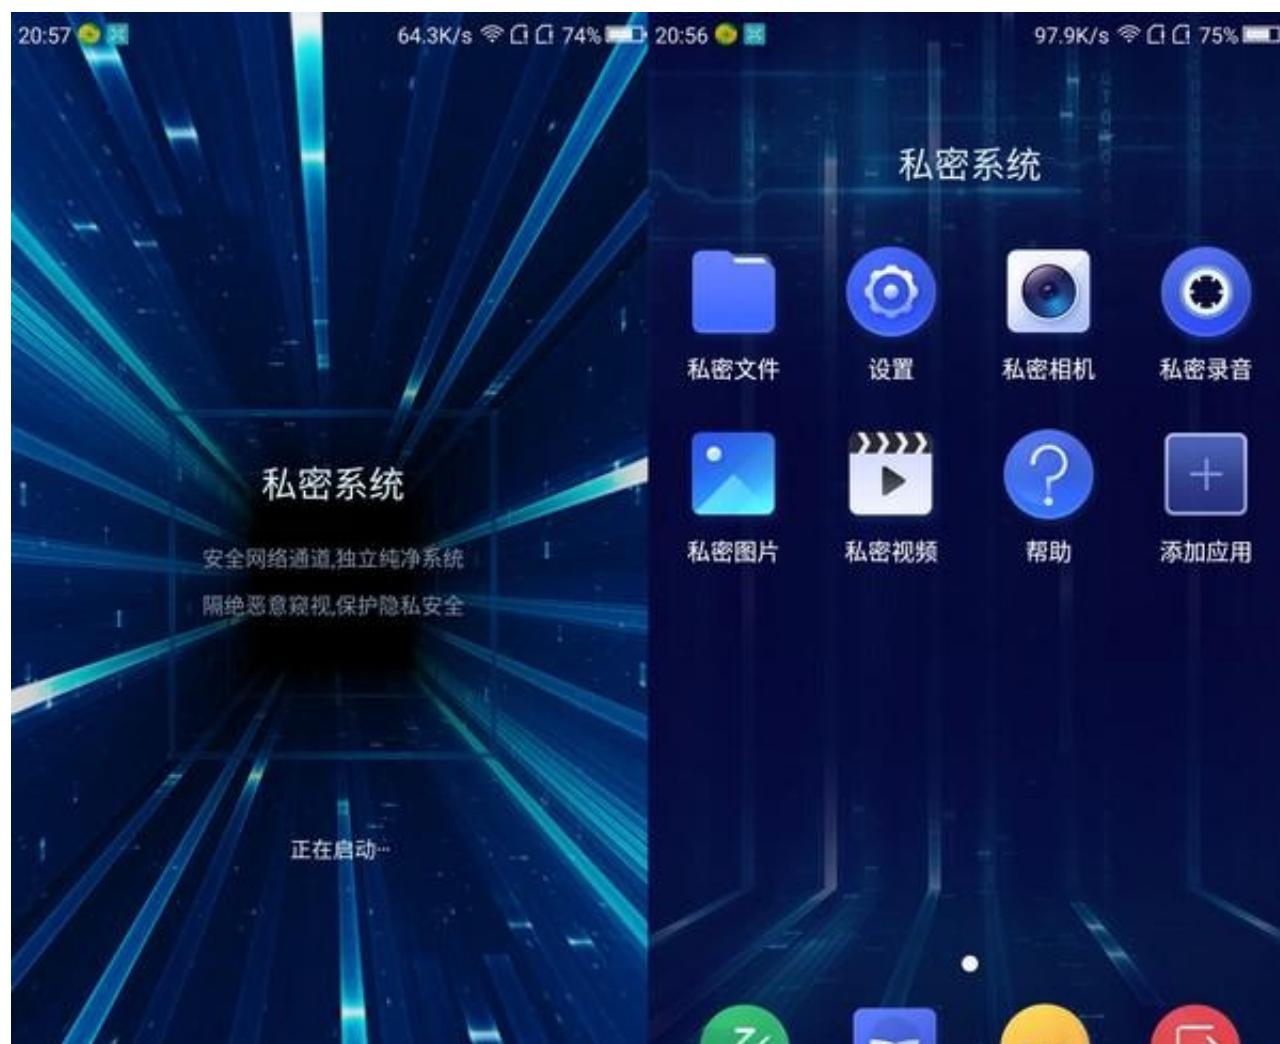 20:57
64.3K/s
74%
私密系统
安全网络通道,独立纯净系统
隔绝恶意窥视,保护隐私安全
正在启动…
20:56
97.9K/s
75%
私密系统
私密文件
设置
私密相机
私密录音
私密图片
私密视频
帮助
添加应用